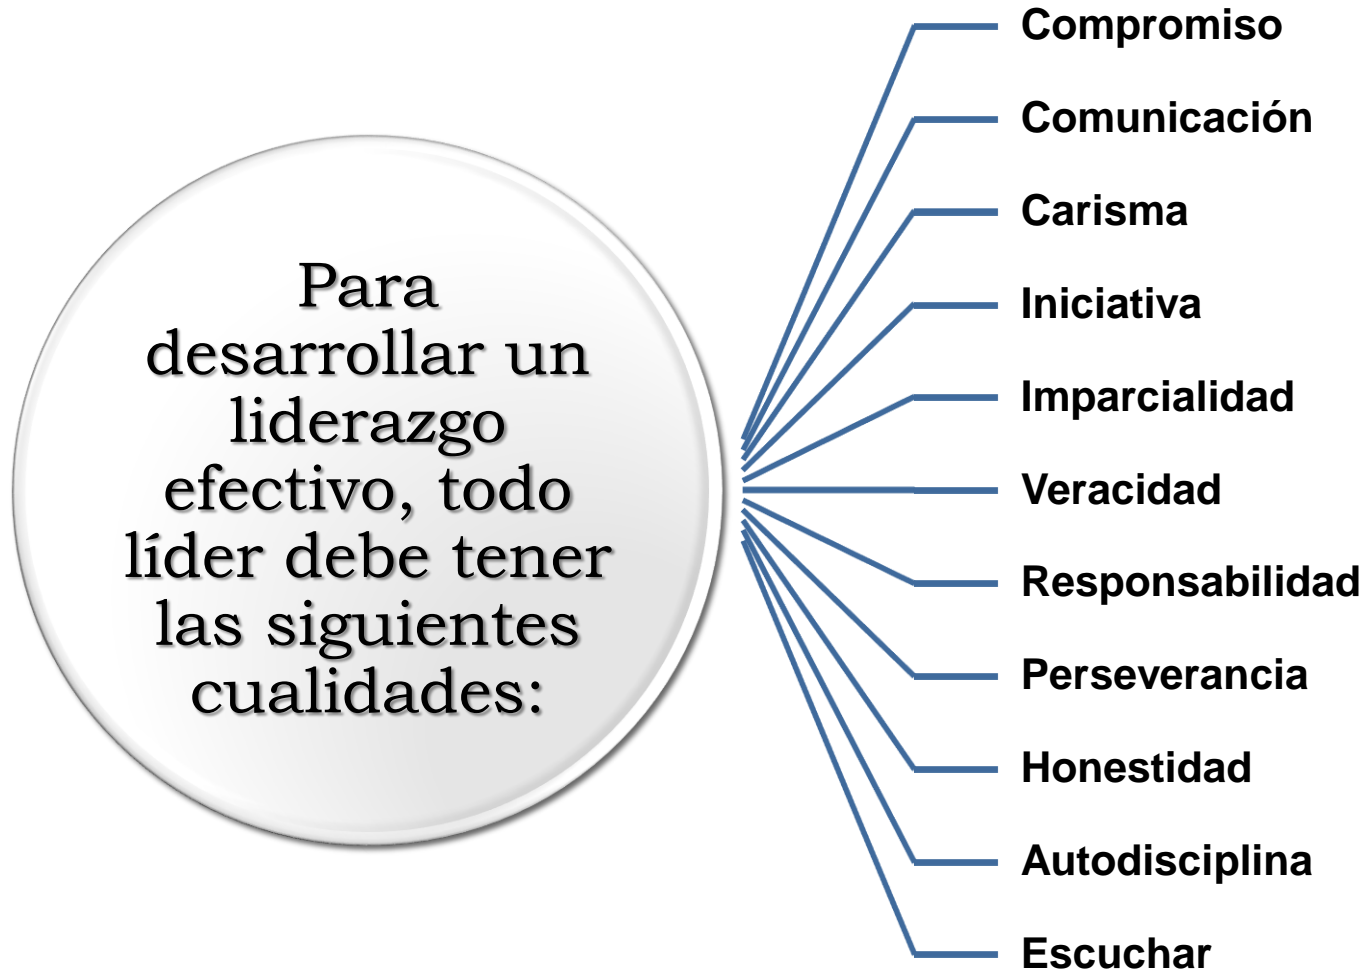 Para
desarrollar un
liderazgo
efectivo, todo
líder debe tener
las siguientes
cualidades:
Compromiso
Comunicación
Carisma
Iniciativa
Imparcialidad
Veracidad
Responsabilidad
Perseverancia
Honestidad
Autodisciplina
Escuchar